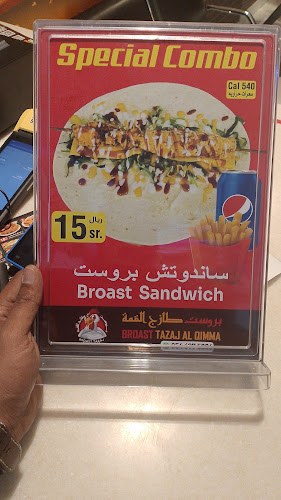 Special Combo
Cal 540
سعرات حرارية
15 ريال
SR.
pepsi
ساندوتش بروست
Broast Sandwich
بروست طازج القمة
BROAST TAZAJ AL QIMMA